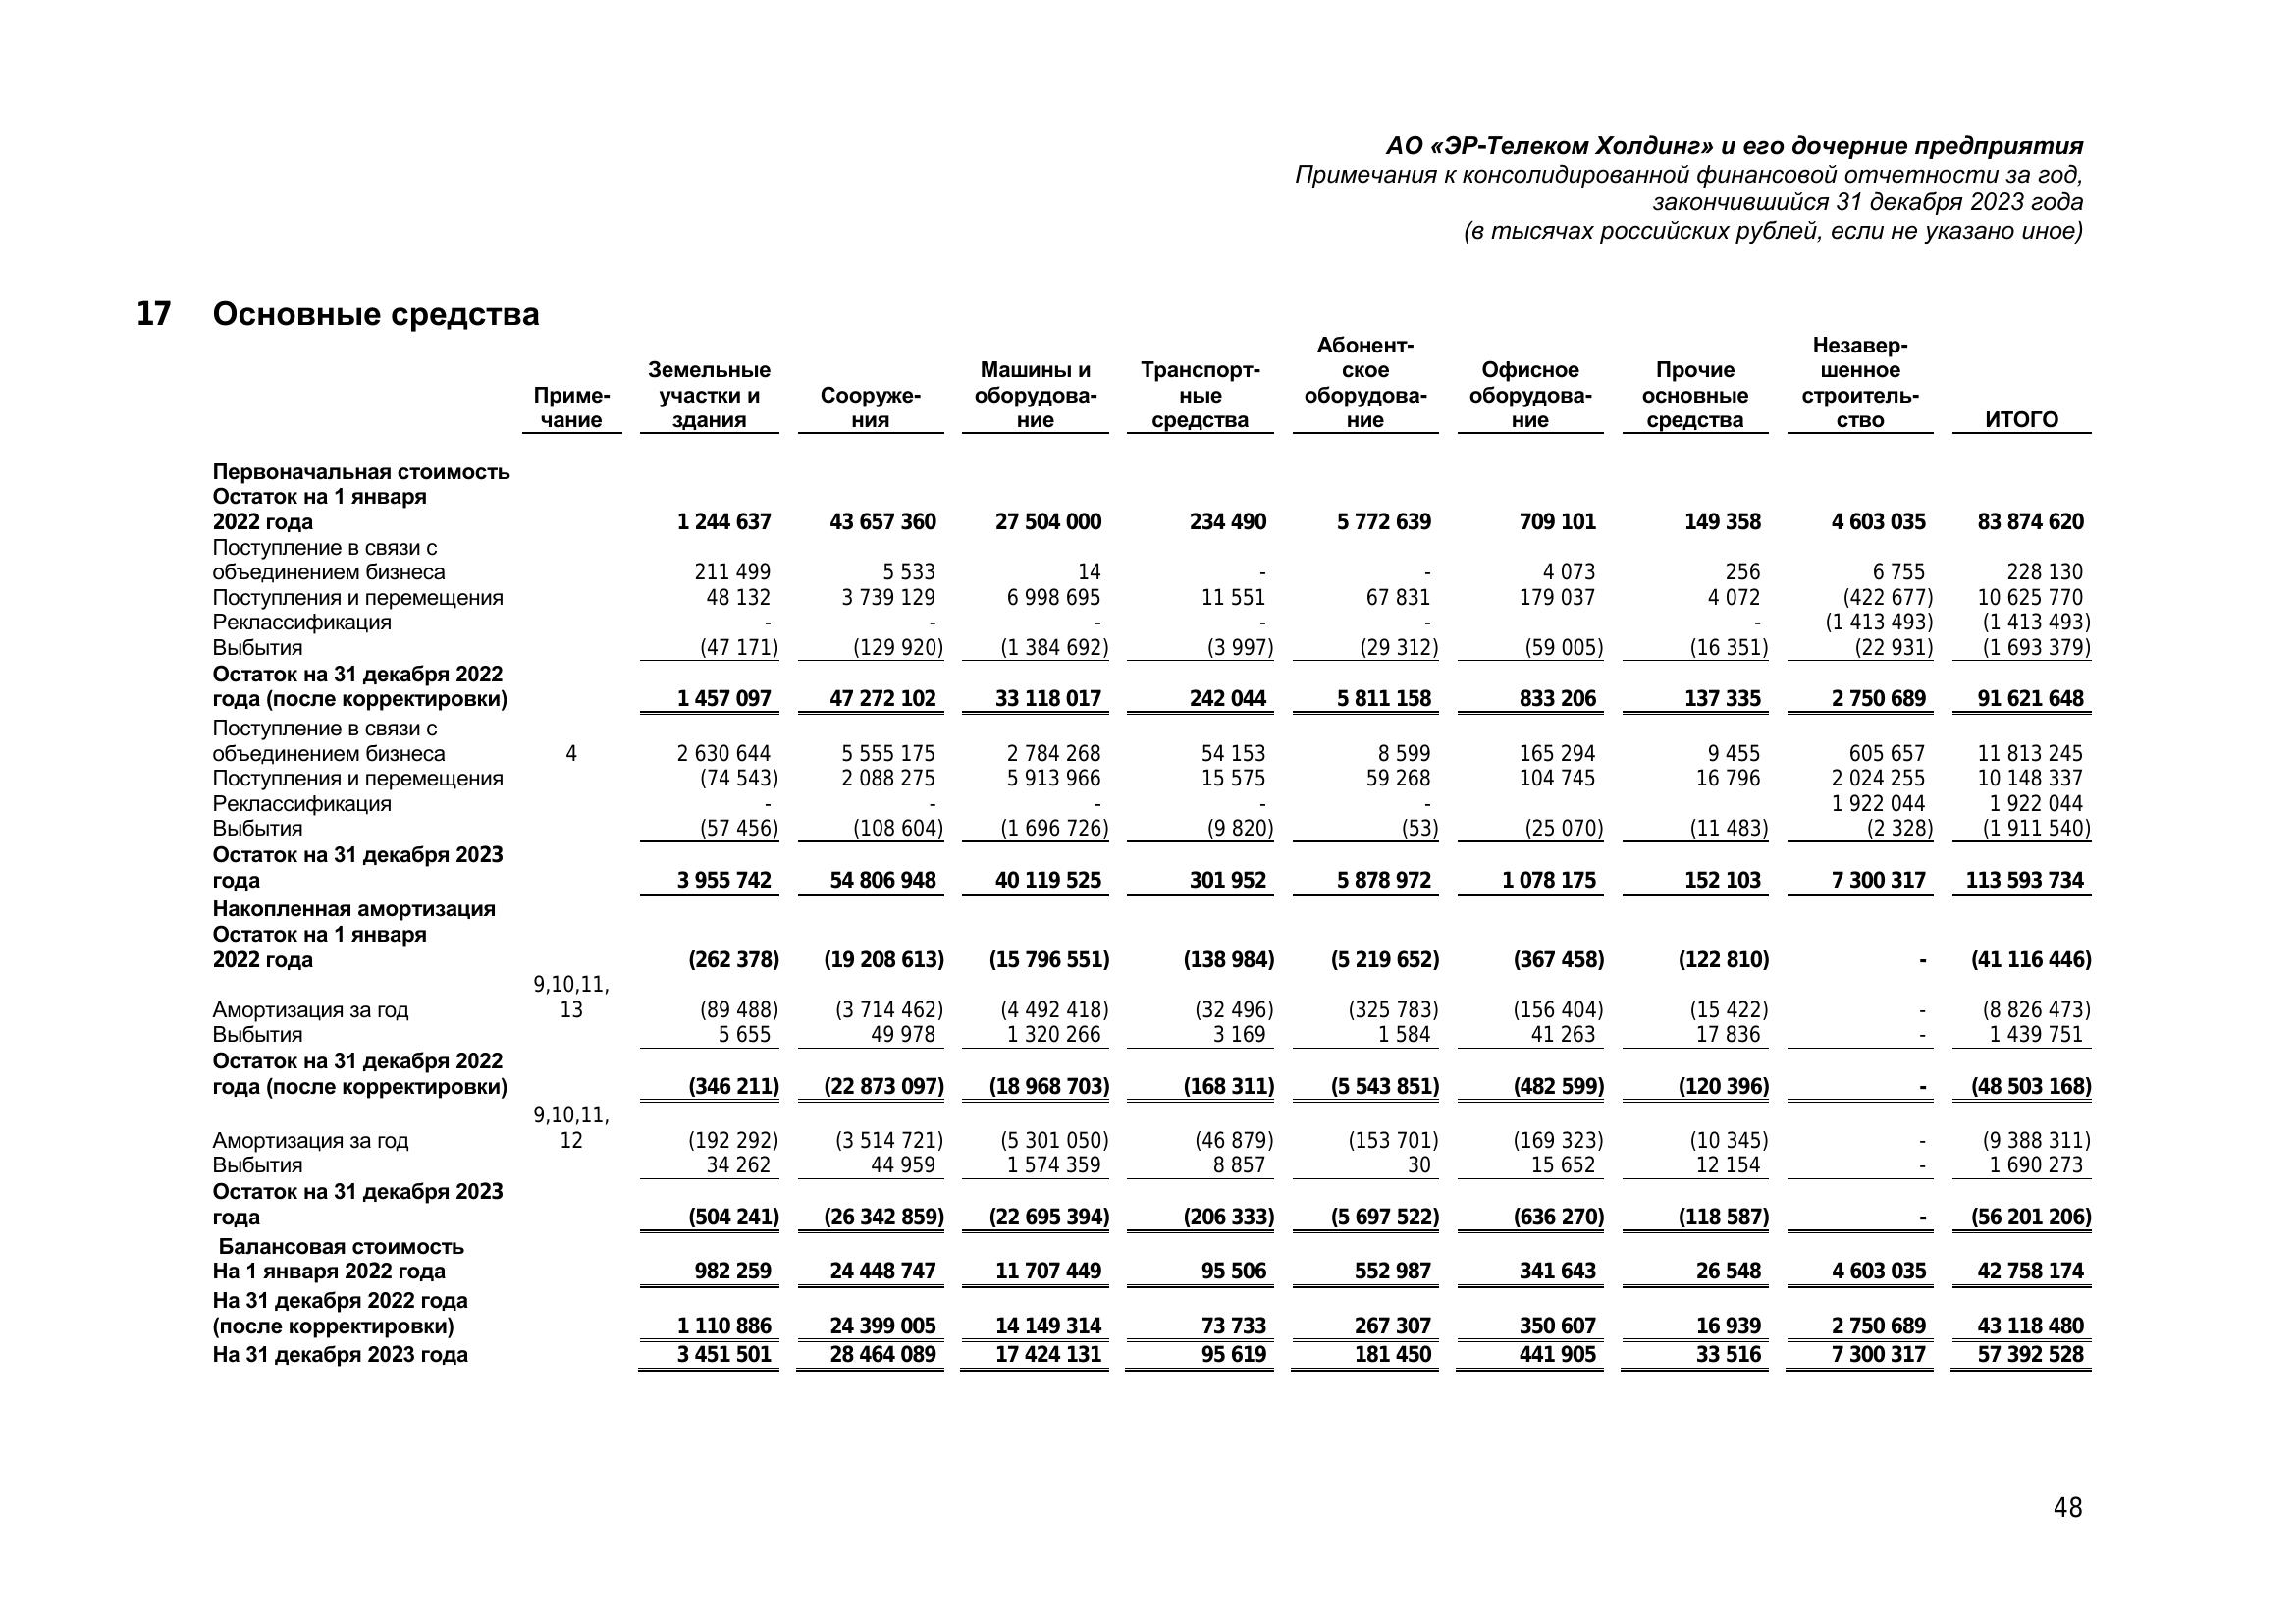 АО «ЭР-Телеком Холдинг» и его дочерние предприятия
Примечания к консолидированной финансовой отчетности за год,
закончившийся 31 декабря 2023 года
(в тысячах российских рублей, если не указано иное)
17 Основные средства
Приме-чание Земельные участки и здания Сооруже-ния Машины и оборудова-ние Транспорт-ные средства Абонент-ское оборудова-ние Офисное оборудова-ние Прочие основные средства Незавер-шенное строитель-ство ИТОГО
Первоначальная стоимость
Остаток на 1 января
2022 года 1 244 637 43 657 360 27 504 000 234 490 5 772 639 709 101 149 358 4 603 035 83 874 620
Поступление в связи с
объединением бизнеса 211 499 5 533 14 - - 4 073 256 6 755 228 130
Поступления и перемещения 48 132 3 739 129 6 998 695 11 551 67 831 179 037 4 072 (422 677) 10 625 770
Реклассификация - - - - - - (1 413 493) (1 413 493)
Выбытия (47 171) (129 920) (1 384 692) (3 997) (29 312) (59 005) (16 351) (22 931) (1 693 379)
Остаток на 31 декабря 2022
года (после корректировки) 1 457 097 47 272 102 33 118 017 242 044 5 811 158 833 206 137 335 2 750 689 91 621 648
Поступление в связи с
объединением бизнеса 4 2 630 644 5 555 175 2 784 268 54 153 8 599 165 294 9 455 605 657 11 813 245
Поступления и перемещения (74 543) 2 088 275 5 913 966 15 575 59 268 104 745 16 796 2 024 255 10 148 337
Реклассификация - - - - - 1 922 044 1 922 044
Выбытия (57 456) (108 604) (1 696 726) (9 820) (53) (25 070) (11 483) (2 328) (1 911 540)
Остаток на 31 декабря 2023
года 3 955 742 54 806 948 40 119 525 301 952 5 878 972 1 078 175 152 103 7 300 317 113 593 734
Накопленная амортизация
Остаток на 1 января
2022 года (262 378) (19 208 613) (15 796 551) (138 984) (5 219 652) (367 458) (122 810) - (41 116 446)
9,10,11,
Амортизация за год 13 (89 488) (3 714 462) (4 492 418) (32 496) (325 783) (156 404) (15 422) - (8 826 473)
Выбытия 5 655 49 978 1 320 266 3 169 1 584 41 263 17 836 - 1 439 751
Остаток на 31 декабря 2022
года (после корректировки) (346 211) (22 873 097) (18 968 703) (168 311) (5 543 851) (482 599) (120 396) - (48 503 168)
9,10,11,
Амортизация за год 12 (192 292) (3 514 721) (5 301 050) (46 879) (153 701) (169 323) (10 345) - (9 388 311)
Выбытия 34 262 44 959 1 574 359 8 857 30 15 652 12 154 - 1 690 273
Остаток на 31 декабря 2023
года (504 241) (26 342 859) (22 695 394) (206 333) (5 697 522) (636 270) (118 587) - (56 201 206)
Балансовая стоимость
На 1 января 2022 года 982 259 24 448 747 11 707 449 95 506 552 987 341 643 26 548 4 603 035 42 758 174
На 31 декабря 2022 года
(после корректировки) 1 110 886 24 399 005 14 149 314 73 733 267 307 350 607 16 939 2 750 689 43 118 480
На 31 декабря 2023 года 3 451 501 28 464 089 17 424 131 95 619 181 450 441 905 33 516 7 300 317 57 392 528
48